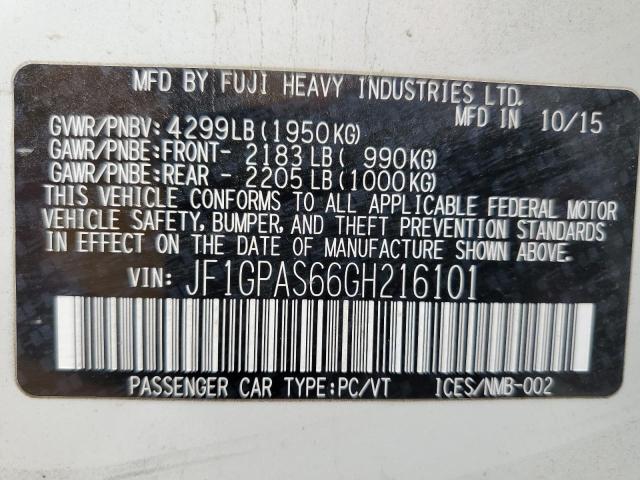 MFD BY FUJI HEAVY INDUSTRIES LTD.
MFD IN 10/15
GVWR/PNBV: 4299LB (1950KG)
GAWR/PNBE:FRONT- 2183 LB ( 990KG)
GAWR/PNBE:REAR - 2205 LB (1000KG)
THIS VEHICLE CONFORMS TO ALL APPLICABLE FEDERAL MOTOR
VEHICLE SAFETY, BUMPER, AND THEFT PREVENTION STANDARDS
IN EFFECT ON THE DATE OF MANUFACTURE SHOWN ABOVE.
VIN: JF1GPAS66GH216101
PASSENGER CAR TYPE:PC/VT ICES/NMB-002